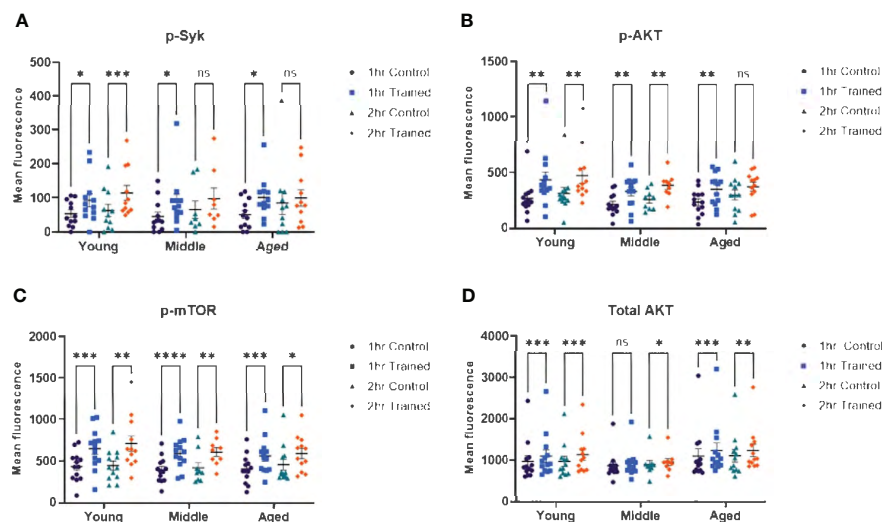 A
p-Syk
Mean fluorescence
500
400
300
200
100
0
* *** * ns * ns
Young Middle Aged
1hr Control
1hr Trained
2hr Control
2hr Trained
B
p-AKT
Mean fluorescence
1500
1000
500
0
** ** ** ** ** ns
Young Middle Aged
1hr Control
1hr Trained
2hr Control
2hr Trained
C
p-mTOR
Mean fluorescence
2000
1500
1000
500
0
*** ** **** ** *** *
Young Middle Aged
1hr Control
1hr Trained
2hr Control
2hr Trained
D
Total AKT
Mean fluorescence
4000
3000
2000
1000
0
*** *** ns * *** **
Young Middle Aged
1hr Control
1hr Trained
2hr Control
2hr Trained